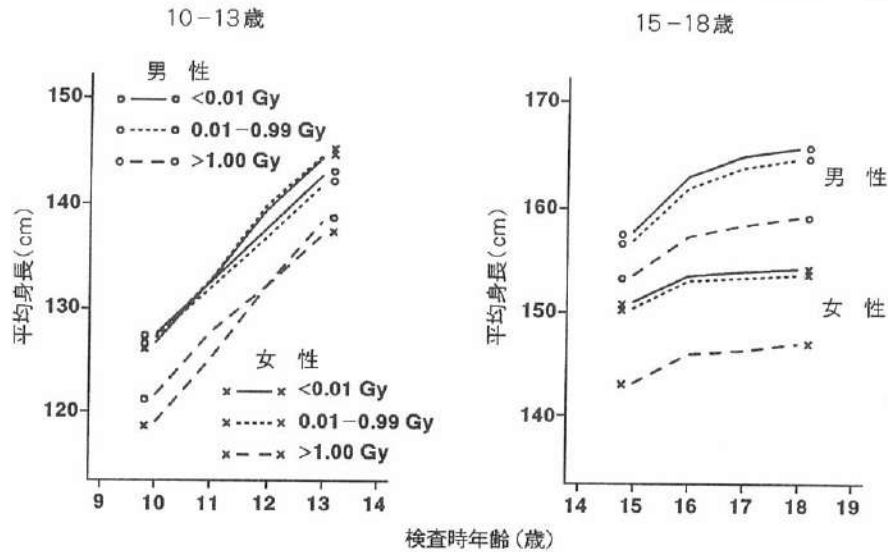 10-13歳
15-18歳
男 性
<0.01 Gy
0.01-0.99 Gy
>1.00 Gy
女 性
<0.01 Gy
0.01-0.99 Gy
>1.00 Gy
平均身長(cm)
150
140
130
120
9 10 11 12 13 14
平均身長(cm)
170
160
150
140
男 性
女 性
14 15 16 17 18 19
検査時年齢(歳)